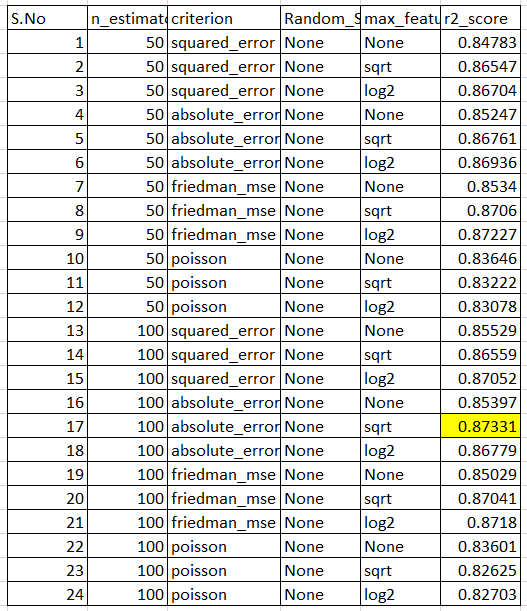 S.No n_estimato criterion Random_S max_featu r2_score
1 50 squared_error None None 0.84783
2 50 squared_error None sqrt 0.86547
3 50 squared_error None log2 0.86704
4 50 absolute_error None None 0.85247
5 50 absolute_error None sqrt 0.86761
6 50 absolute_error None log2 0.86936
7 50 friedman_mse None None 0.8534
8 50 friedman_mse None sqrt 0.8706
9 50 friedman_mse None log2 0.87227
10 50 poisson None None 0.83646
11 50 poisson None sqrt 0.83222
12 50 poisson None log2 0.83078
13 100 squared_error None None 0.85529
14 100 squared_error None sqrt 0.86559
15 100 squared_error None log2 0.87052
16 100 absolute_error None None 0.85397
17 100 absolute_error None sqrt 0.87331
18 100 absolute_error None log2 0.86779
19 100 friedman_mse None None 0.85029
20 100 friedman_mse None sqrt 0.87041
21 100 friedman_mse None log2 0.8718
22 100 poisson None None 0.83601
23 100 poisson None sqrt 0.82625
24 100 poisson None log2 0.82703